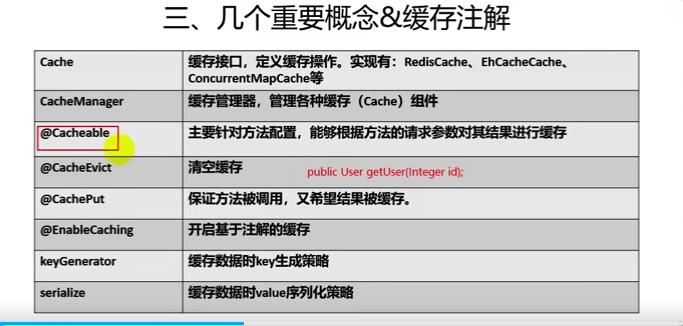 三、几个重要概念&缓存注解
Cache
缓存接口，定义缓存操作。实现有：RedisCache、EhCacheCache、
ConcurrentMapCache等
CacheManager
缓存管理器，管理各种缓存（Cache）组件
@Cacheable
主要针对方法配置，能够根据方法的请求参数对其结果进行缓存
@CacheEvict
清空缓存
public User getUser(Integer id);
@CachePut
保证方法被调用，又希望结果被缓存。
@EnableCaching
开启基于注解的缓存
keyGenerator
缓存数据时key生成策略
serialize
缓存数据时value序列化策略